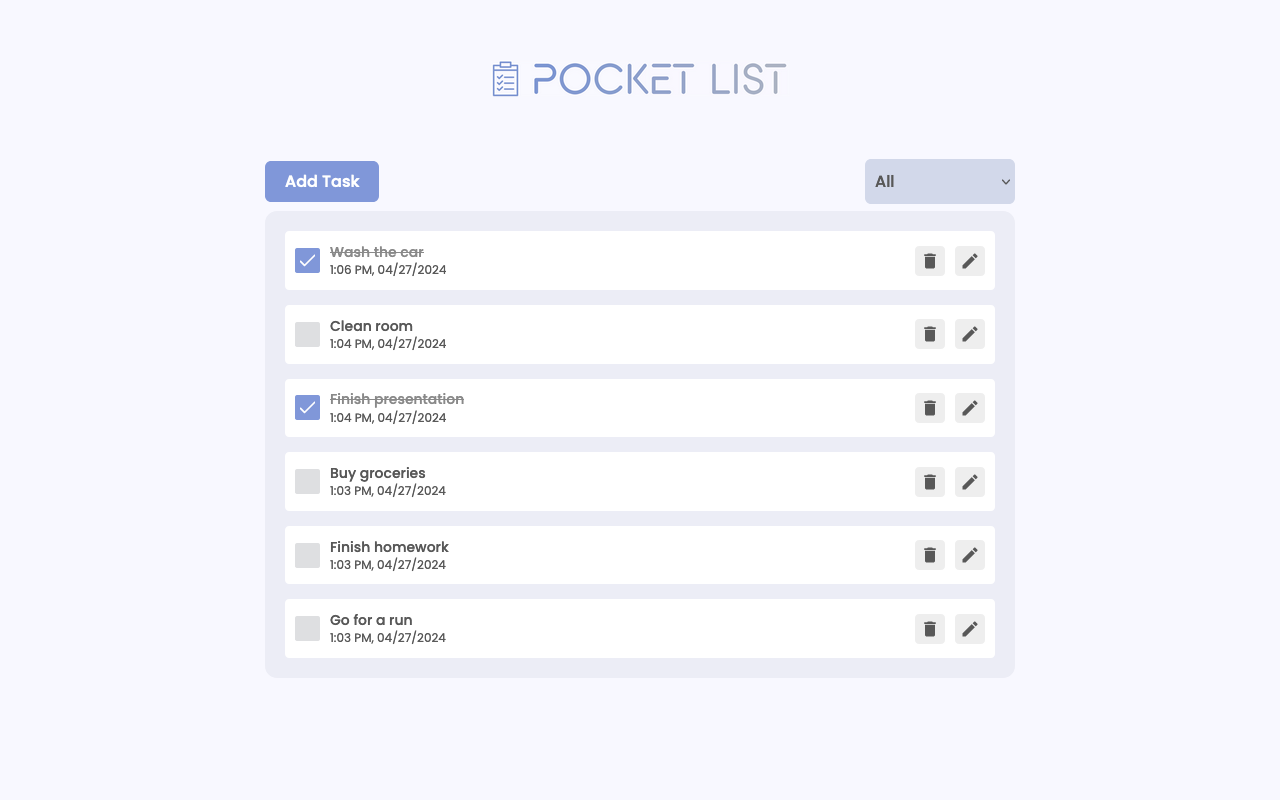 POCKET LIST
Add Task
All
Wash the car
1:06 PM, 04/27/2024
Clean room
1:04 PM, 04/27/2024
Finish presentation
1:04 PM, 04/27/2024
Buy groceries
1:03 PM, 04/27/2024
Finish homework
1:03 PM, 04/27/2024
Go for a run
1:03 PM, 04/27/2024